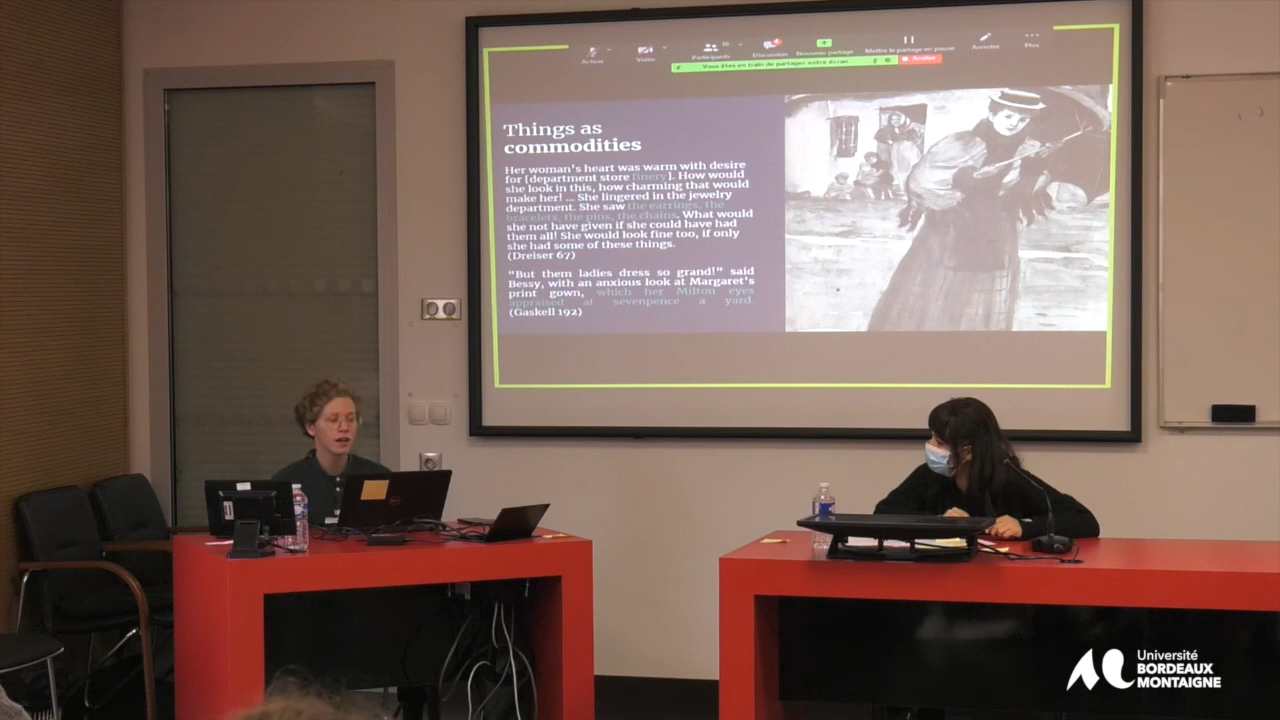 Activer
Vidéo
Participants
10
Discussion
Nouveau partage
Mettre le partage en pause
Annoter
Plus
Vous êtes en train de partager votre écran
Arrêter
Things as
commodities
Her woman's heart was warm with desire
for [department store finery]. How would
she look in this, how charming that would
make her! ... She lingered in the jewelry
department. She saw the earrings, the
bracelets, the pins, the chains. What would
she not have given if she could have had
them all! She would look fine too, if only
she had some of these things.
(Dreiser 67)
“But them ladies dress so grand!” said
Bessy, with an anxious look at Margaret's
print gown, which her Milton eyes
appraised at sevenpence a yard.
(Gaskell 192)
Université
BORDEAUX
MONTAIGNE